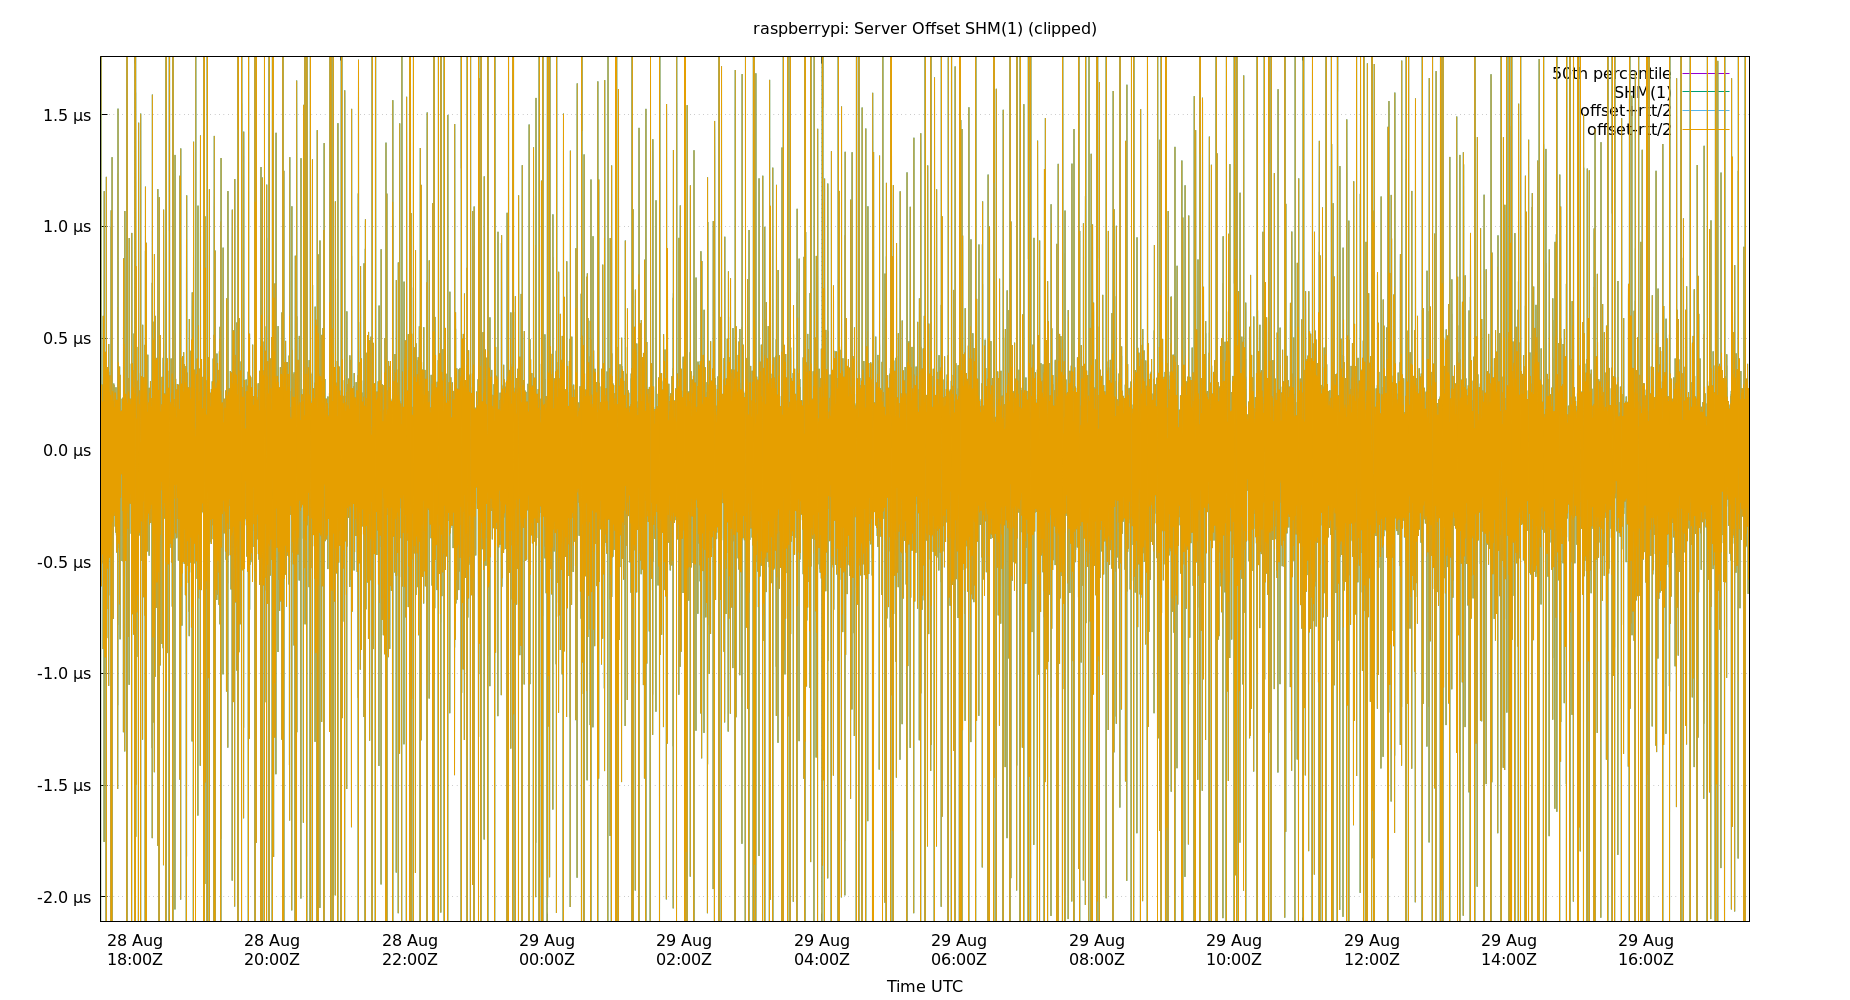 raspberrypi: Server Offset SHM(1) (clipped)
50th percentile
SHM(1)
offset+rtt/2
offset-rtt/2
1.5 µs
1.0 µs
0.5 µs
0.0 µs
-0.5 µs
-1.0 µs
-1.5 µs
-2.0 µs
28 Aug 28 Aug 28 Aug 29 Aug 29 Aug 29 Aug 29 Aug 29 Aug 29 Aug 29 Aug 29 Aug 29 Aug
18:00Z 20:00Z 22:00Z 00:00Z 02:00Z 04:00Z 06:00Z 08:00Z 10:00Z 12:00Z 14:00Z 16:00Z
Time UTC